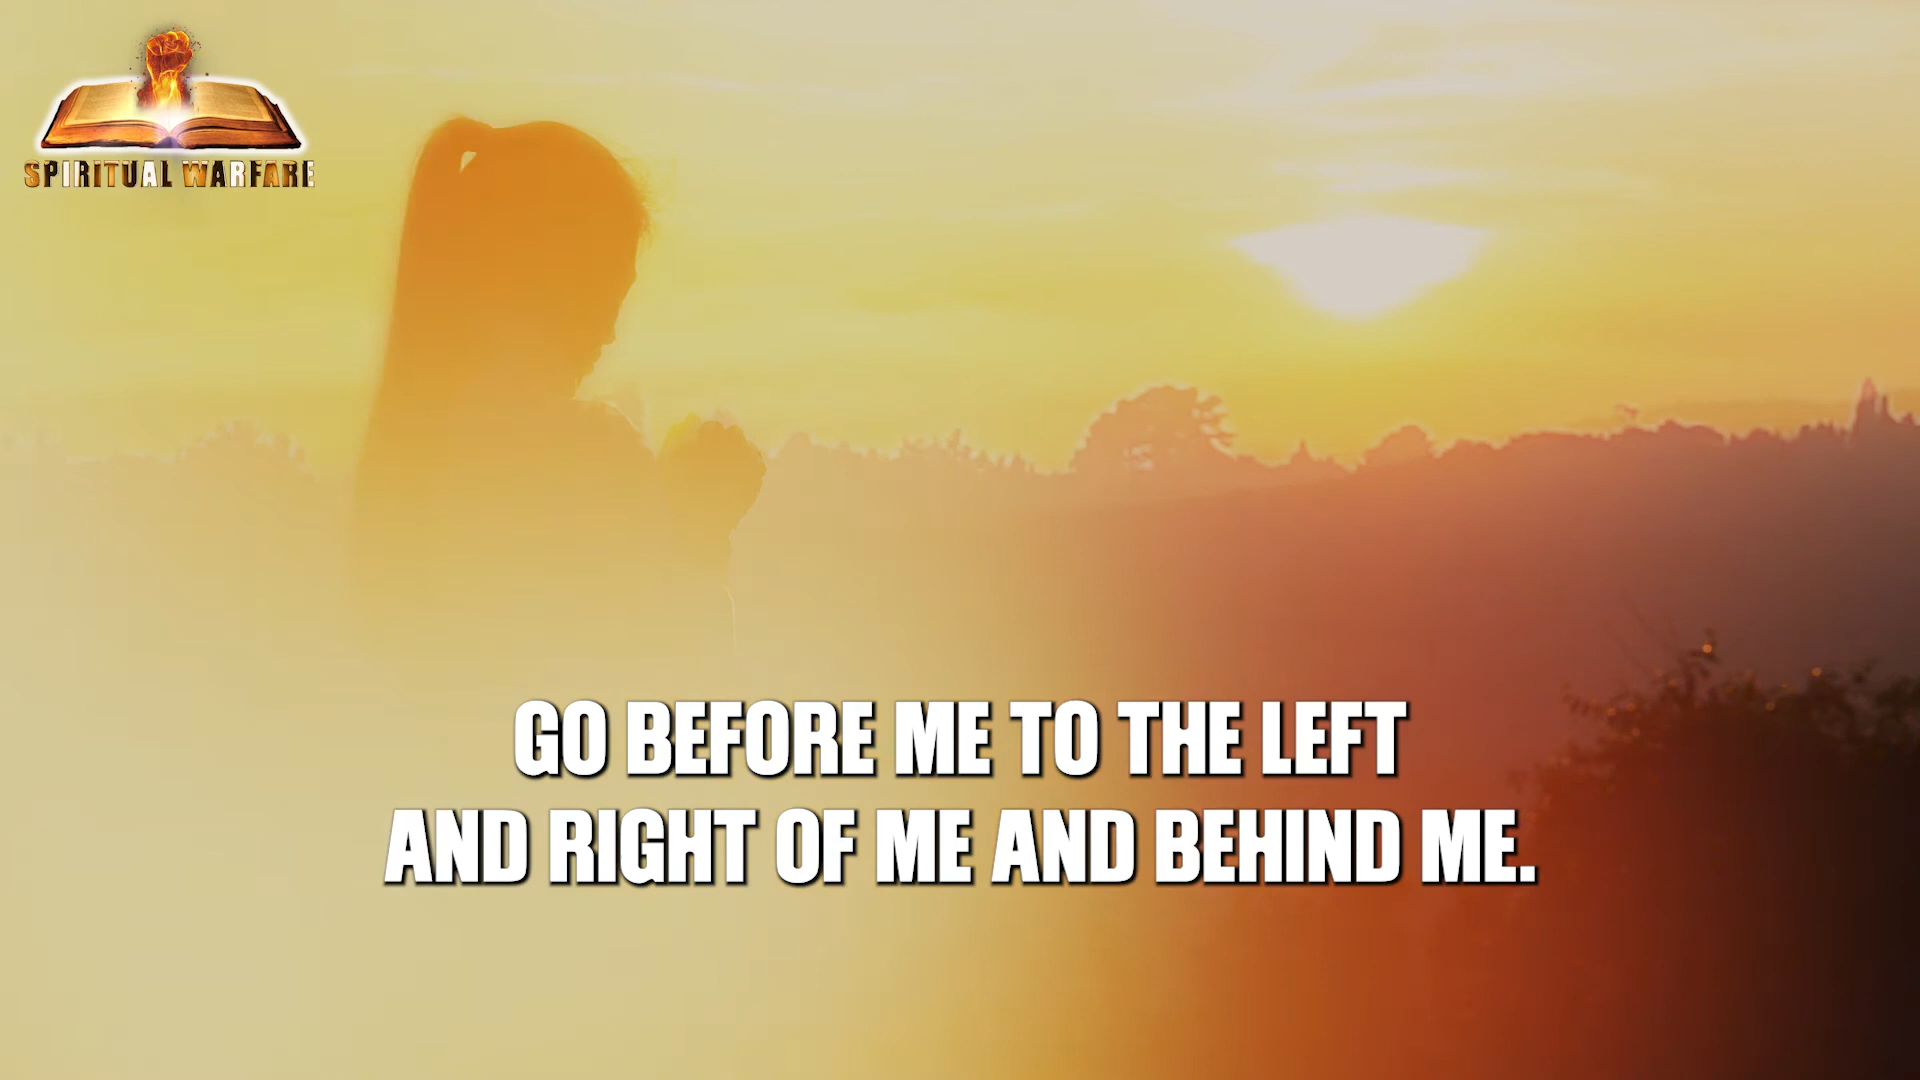 SPIRITUAL WARFARE
GO BEFORE ME TO THE LEFT
AND RIGHT OF ME AND BEHIND ME.